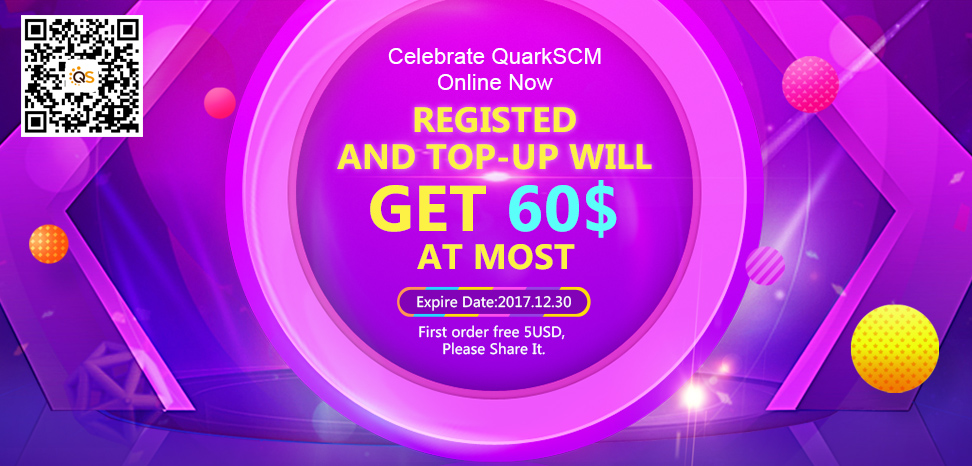 QS
Celebrate QuarkSCM
Online Now
REGISTED
AND TOP-UP WILL
GET 60$
AT MOST
Expire Date:2017.12.30
First order free 5USD,
Please Share It.